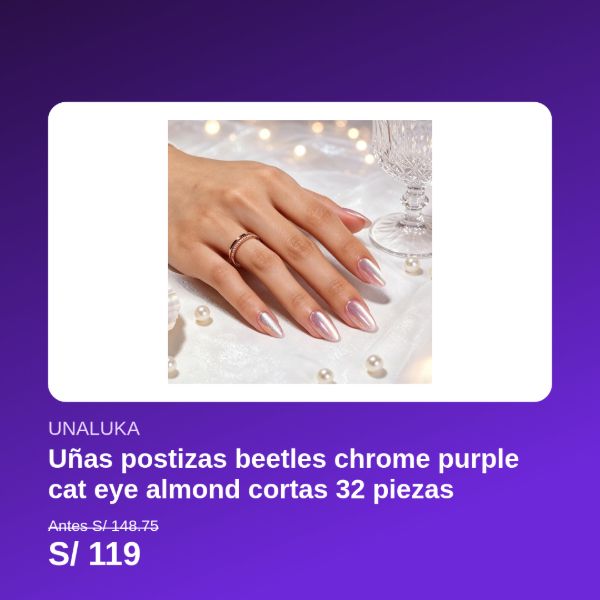 UNALUKA
Uñas postizas beetles chrome purple
cat eye almond cortas 32 piezas
Antes S/ 148.75
S/ 119